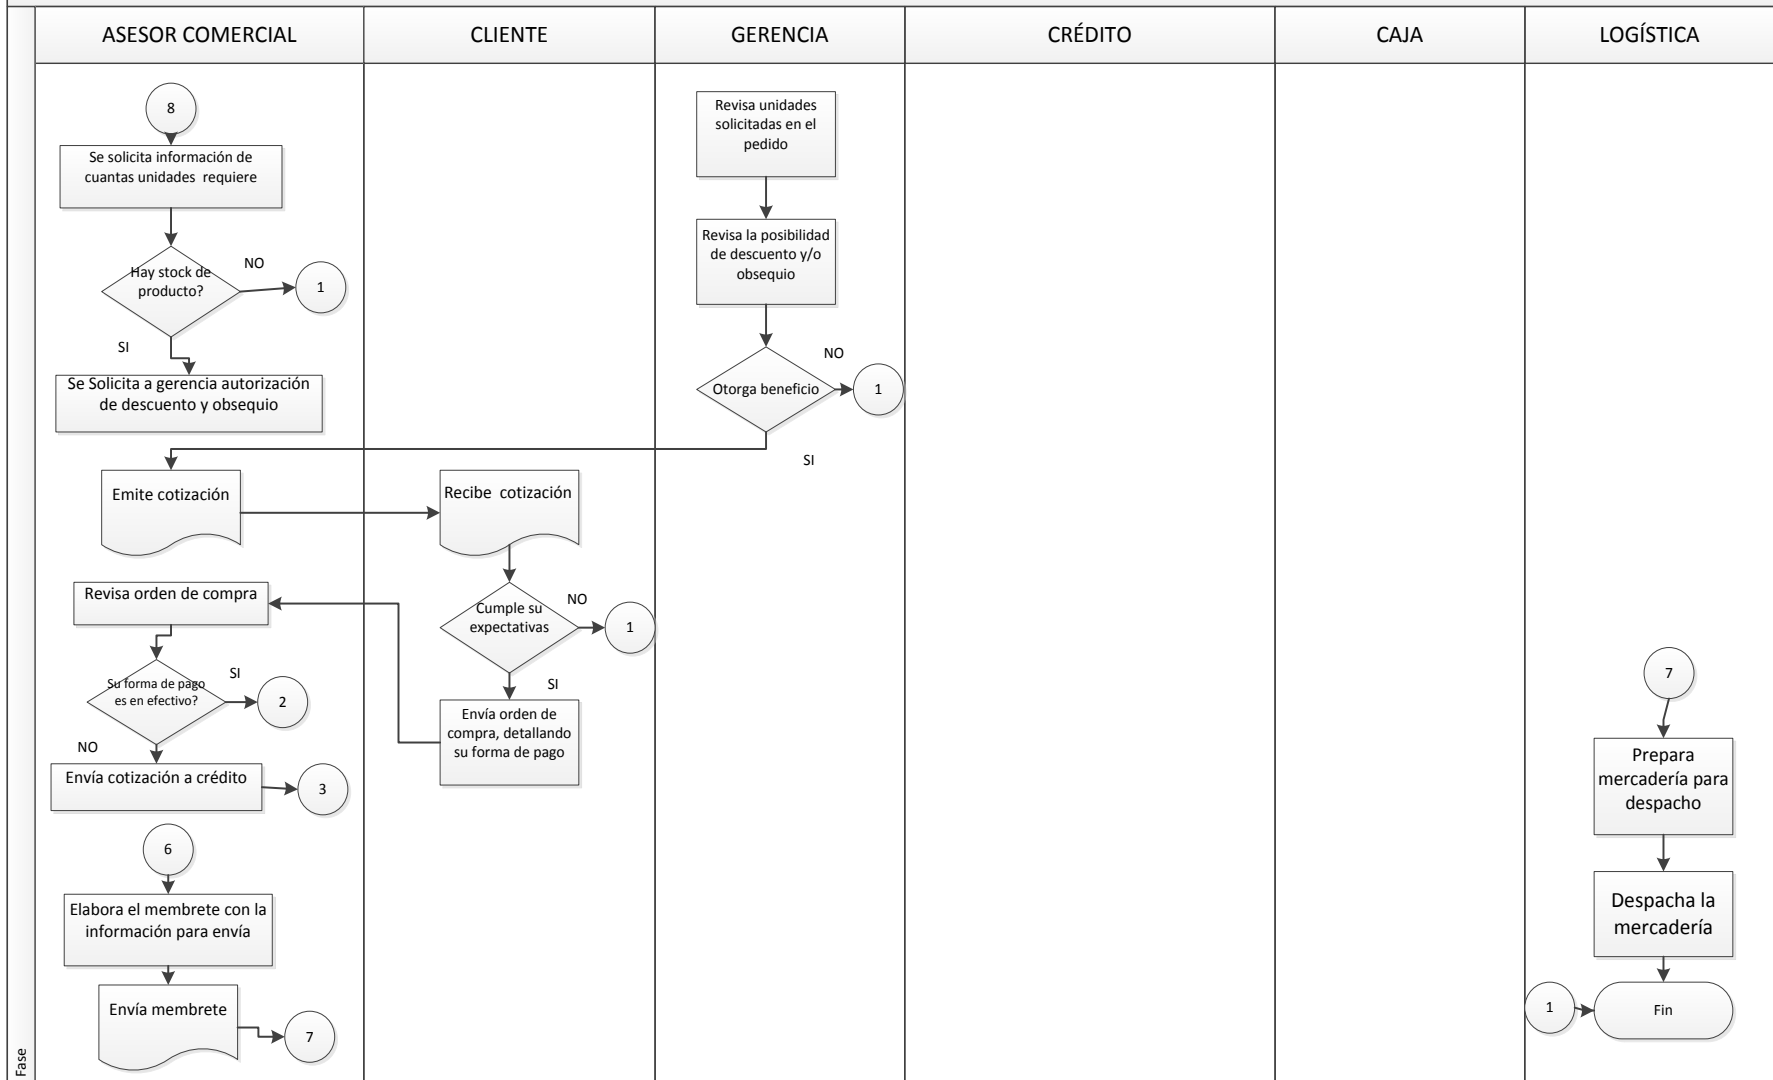 ASESOR COMERCIAL
CLIENTE
GERENCIA
CRÉDITO
CAJA
LOGÍSTICA
8
Se solicita información de
cuantas unidades requiere
Hay stock de
producto?
NO
1
SI
Se Solicita a gerencia autorización
de descuento y obsequio
Revisa unidades
solicitadas en el
pedido
Revisa la posibilidad
de descuento y/o
obsequio
Otorga beneficio
NO
1
SI
Emite cotización
Recibe cotización
Cumple su
expectativas
NO
1
SI
Envía orden de
compra, detallando
su forma de pago
Revisa orden de compra
Su forma de pago
es en efectivo?
SI
2
NO
Envía cotización a crédito
3
6
Elabora el membrete con la
información para envía
Envía membrete
7
7
Prepara
mercadería para
despacho
Despacha la
mercadería
1
Fin
Fase